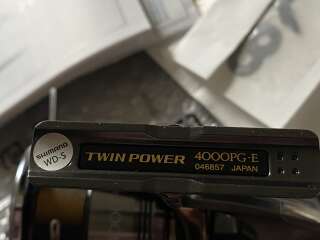 SHIMANO
WD-S
TWIN POWER
4000PG-E
046857 JAPAN